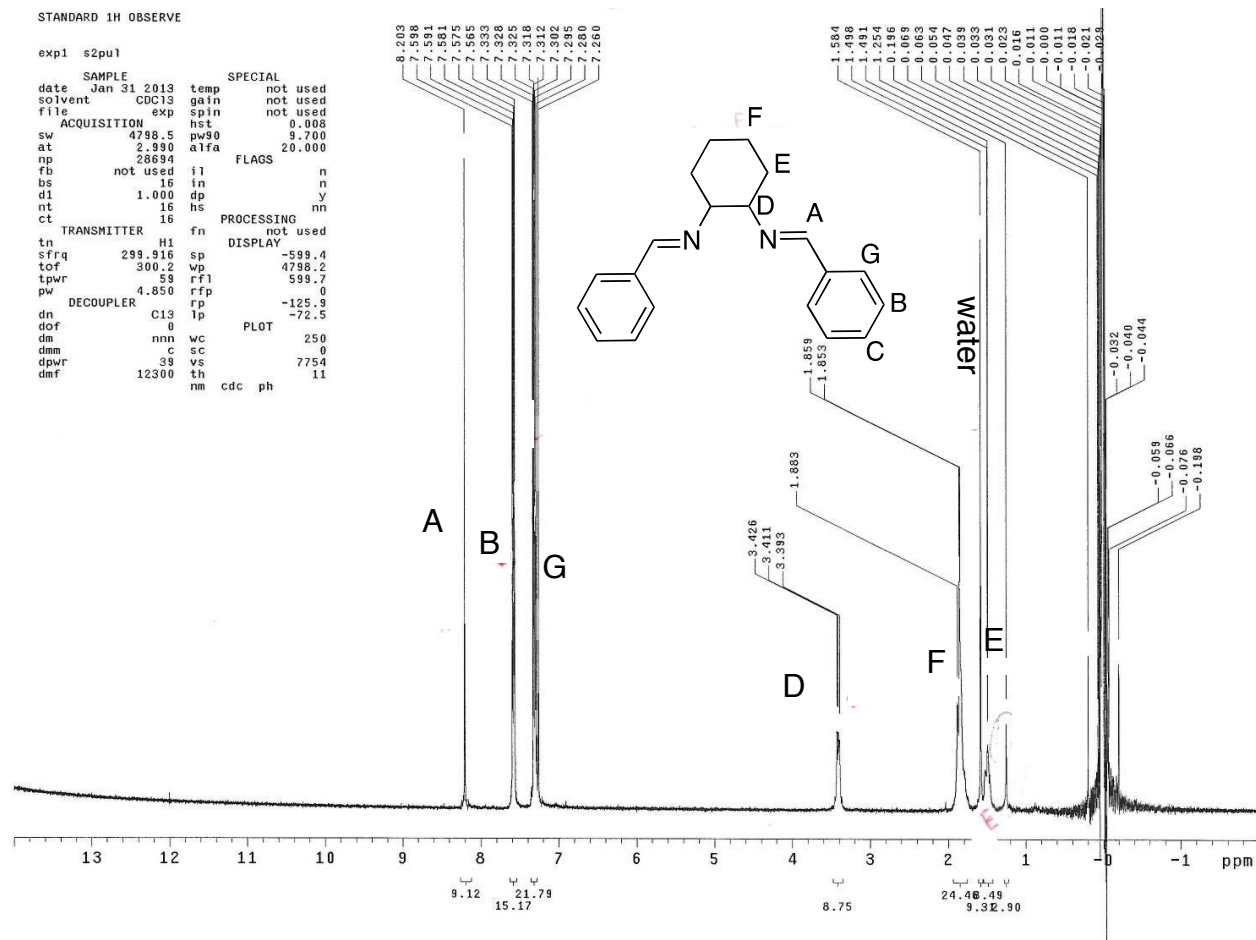 STANDARD 1H OBSERVE
exp1 s2pul
SAMPLE SPECIAL
date Jan 31 2013 temp not used
solvent CDCl3 gain not used
file exp spin not used
ACQUISITION hst 0.008
sw 4798.5 pw90 9.700
at 2.990 alfa 20.000
np 28694 FLAGS
fb not used il n
bs 16 in n
d1 1.000 dp y
nt 16 hs nn
ct 16 PROCESSING
TRANSMITTER fn not used
tn H1 DISPLAY
sfrq 299.916 sp -599.4
tof 300.2 wp 4798.2
tpwr 59 rfl 599.7
pw 4.850 rfp 0
DECOUPLER rp -125.9
dn C13 lp -72.5
dof 0 PLOT
dm nnn wc 250
dmm c sc 0
dpwr 39 vs 7754
dmf 12300 th 11
nm cdc ph
8.203
7.598
7.591
7.581
7.575
7.565
7.333
7.328
7.325
7.318
7.312
7.302
7.295
7.280
7.260
1.584
1.498
1.491
1.254
0.196
0.069
0.063
0.054
0.047
0.039
0.033
0.031
0.023
0.016
0.011
0.000
-0.011
-0.018
-0.021
-0.029
F
F
E
D
A
N
N
G
B
C
water
1.859
1.853
-0.032
-0.040
-0.044
1.883
-0.059
-0.066
-0.076
-0.198
3.426
3.411
3.393
A
B
G
D
F
E
E
13 12 11 10 9 8 7 6 5 4 3 2 1 -0 -1 ppm
9.12 21.79 8.75 24.46 8.49
15.17 9.31 2.90